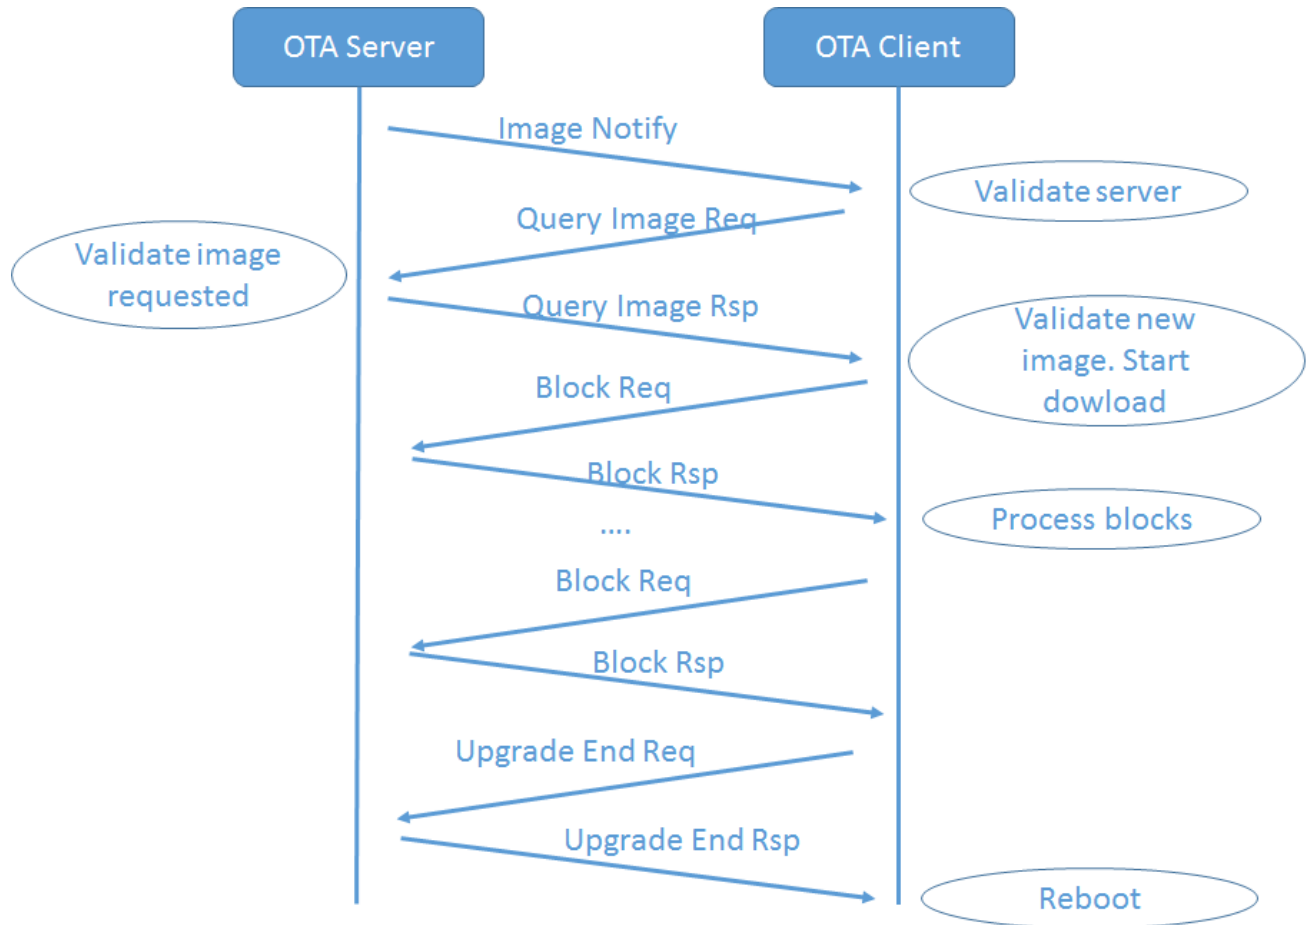 OTA Server
OTA Client
Image Notify
Validate server
Query Image Req
Validate image
requested
Query Image Rsp
Validate new
image. Start
dowload
Block Req
Block Rsp
Process blocks
....
Block Req
Block Rsp
Upgrade End Req
Upgrade End Rsp
Reboot